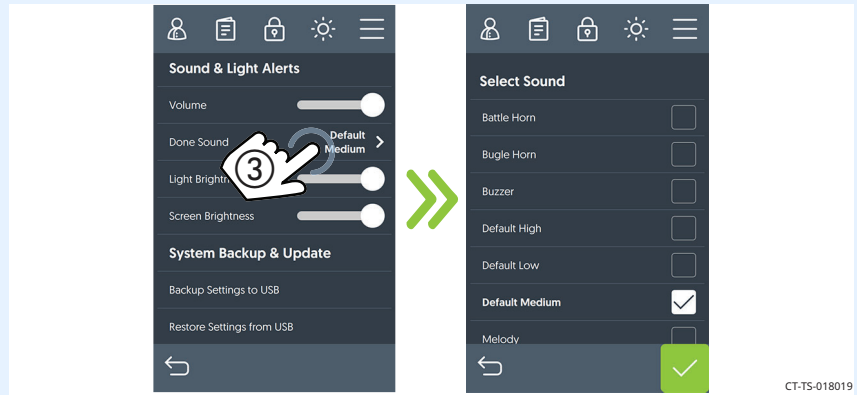 Sound & Light Alerts
Volume
Done Sound
Default
Medium
3
Light Brightn
Screen Brightness
System Backup & Update
Backup Settings to USB
Restore Settings from USB
Select Sound
Battle Horn
Bugle Horn
Buzzer
Default High
Default Low
Default Medium
Melody
CT-TS-018019